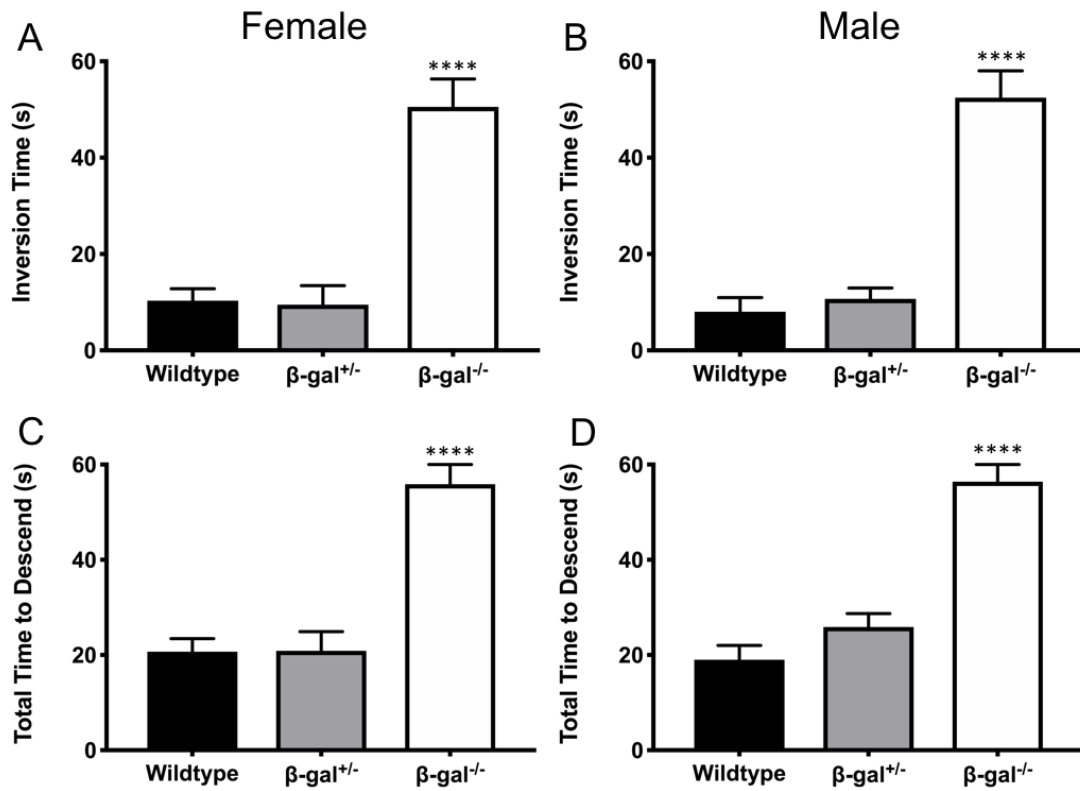 Female
Male
A
B
Inversion Time (s)
60
40
20
0
****
Wildtype
β-gal+/-
β-gal-/-
Inversion Time (s)
60
40
20
0
****
Wildtype
β-gal+/-
β-gal-/-
C
D
Total Time to Descend (s)
60
40
20
0
****
Wildtype
β-gal+/-
β-gal-/-
Total Time to Descend (s)
60
40
20
0
****
Wildtype
β-gal+/-
β-gal-/-